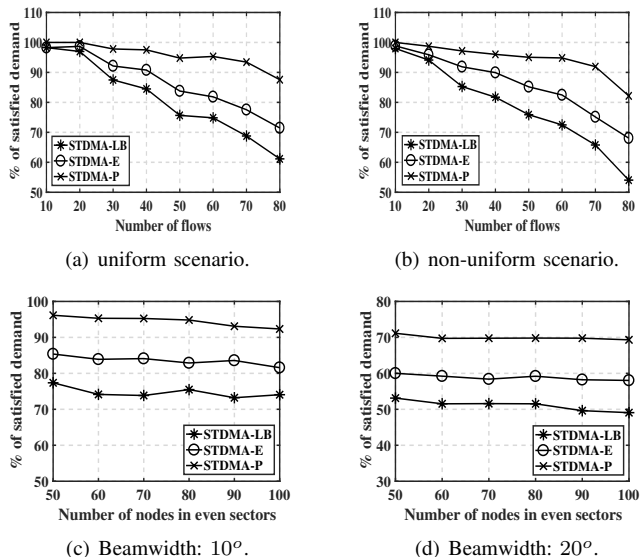 110
100
90
80
70
60
50
% of satisfied demand
STDMA-LB
STDMA-E
STDMA-P
10 20 30 40 50 60 70 80
Number of flows
(a) uniform scenario.
110
100
90
80
70
60
50
% of satisfied demand
STDMA-LB
STDMA-E
STDMA-P
10 20 30 40 50 60 70 80
Number of flows
(b) non-uniform scenario.
100
90
80
70
60
50
40
30
% of satisfied demand
STDMA-LB
STDMA-E
STDMA-P
50 60 70 80 90 100
Number of nodes in even sectors
(c) Beamwidth: 10°.
80
70
60
50
40
30
20
10
% of satisfied demand
STDMA-LB
STDMA-E
STDMA-P
50 60 70 80 90 100
Number of nodes in even sectors
(d) Beamwidth: 20°.